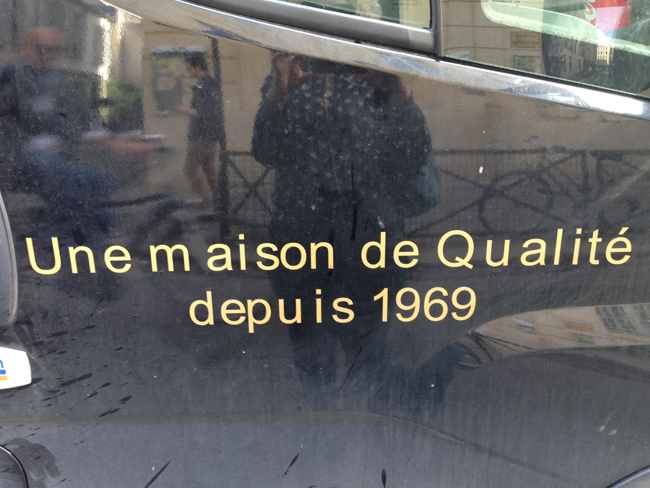 Une maison de Qualité
depuis 1969